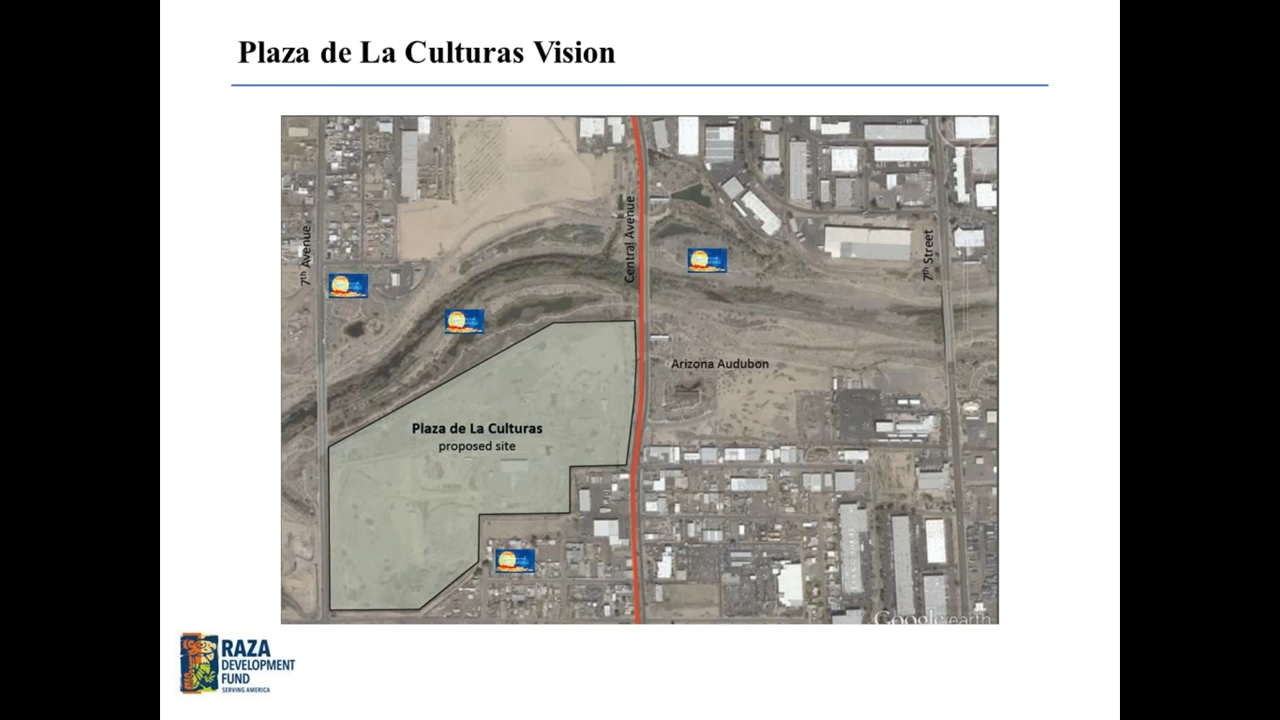 Plaza de La Culturas Vision
7th Avenue
Central Avenue
7th Street
Arizona Audubon
Plaza de La Culturas
proposed site
Google earth
RAZA
DEVELOPMENT
FUND
SERVING AMERICA